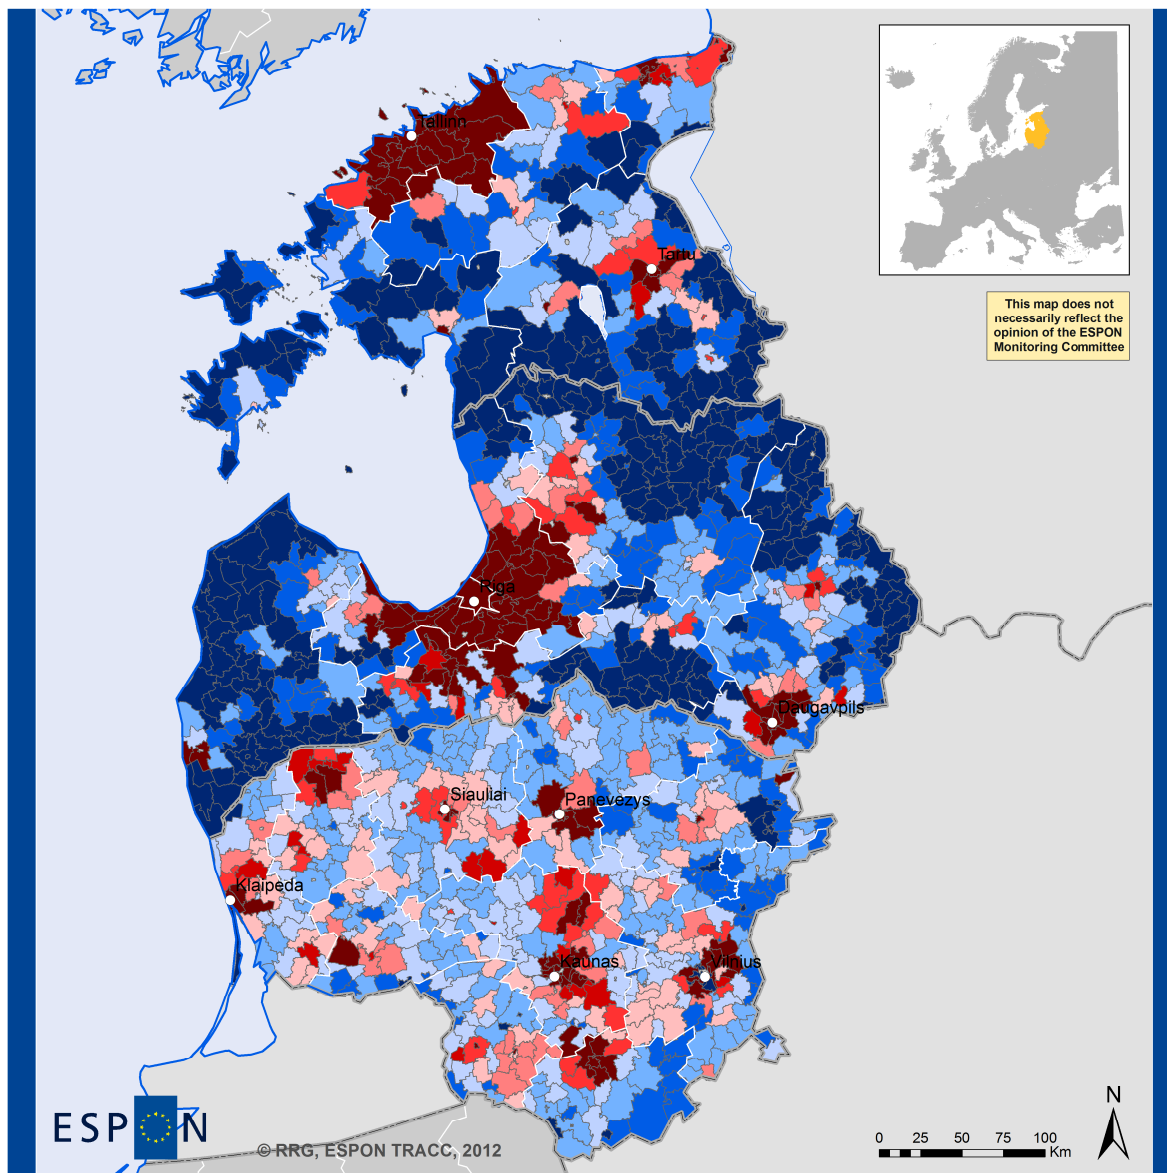 Tallinn
Tartu
This map does not
necessarily reflect the
opinion of the ESPON
Monitoring Committee
Riga
Daugavpils
Siauliai
Panevezys
Klaipeda
Kaunas
Vilnius
ESPON
© RRG, ESPON TRACC, 2012
N
0 25 50 75 100
Km